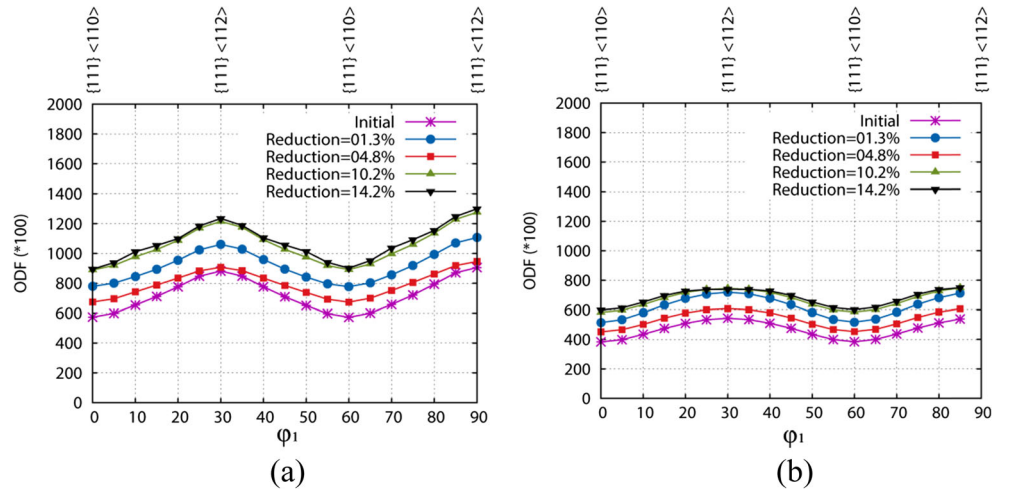 {111} <110>
{111} <112>
{111} <110>
{111} <112>
2000
1800
1600
1400
1200
1000
800
600
400
200
0
ODF (*100)
Initial
Reduction=01.3%
Reduction=04.8%
Reduction=10.2%
Reduction=14.2%
0 10 20 30 40 50 60 70 80 90
φ1
(a)
{111} <110>
{111} <112>
{111} <110>
{111} <112>
2000
1800
1600
1400
1200
1000
800
600
400
200
0
ODF (*100)
Initial
Reduction=01.3%
Reduction=04.8%
Reduction=10.2%
Reduction=14.2%
0 10 20 30 40 50 60 70 80 90
φ1
(b)